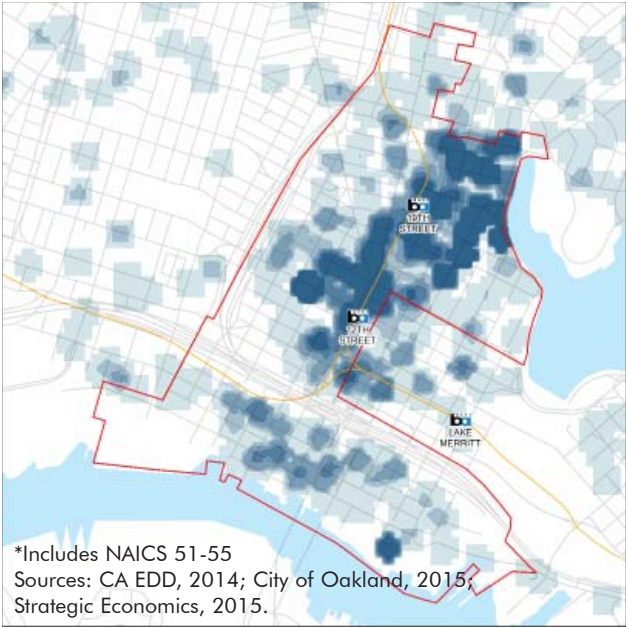 19TH
STREET
12TH
STREET
LAKE
MERRITT
*Includes NAICS 51-55
Sources: CA EDD, 2014; City of Oakland, 2015;
Strategic Economics, 2015.